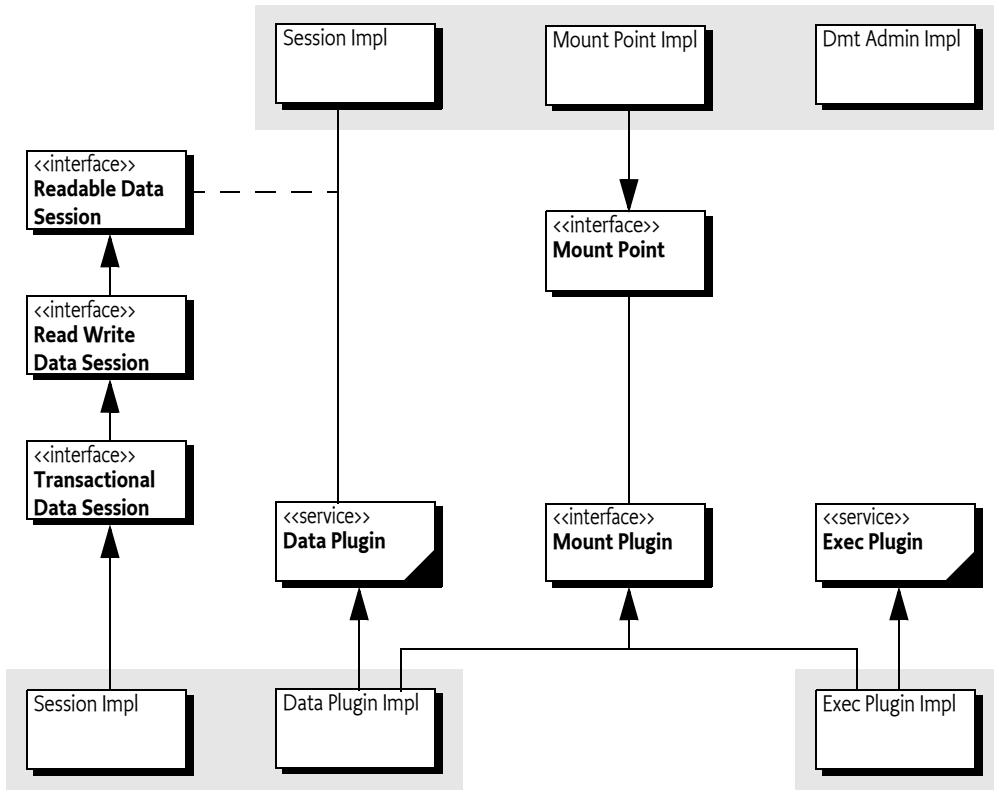 Session Impl
Mount Point Impl
Dmt Admin Impl
<<interface>>
Readable Data
Session
<<interface>>
Mount Point
<<interface>>
Read Write
Data Session
<<interface>>
Transactional
Data Session
<<service>>
Data Plugin
<<interface>>
Mount Plugin
<<service>>
Exec Plugin
Session Impl
Data Plugin Impl
Exec Plugin Impl